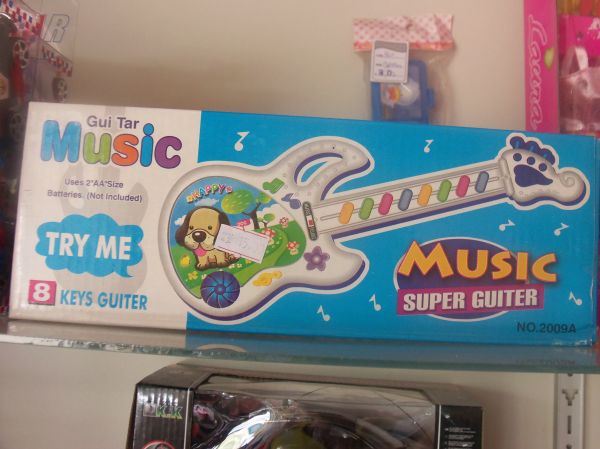 Gui Tar
Music
Uses 2"AA"Size
Batteries. (Not Included)
TRY ME
8 KEYS GUITER
HAPPY
MUSIC
SUPER GUITER
NO.2009A